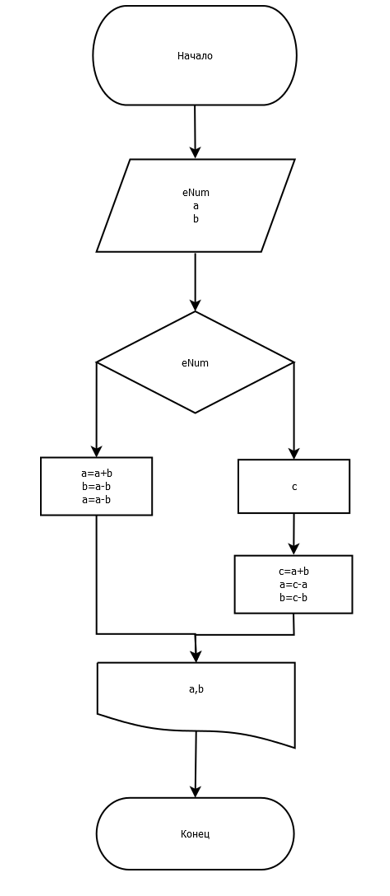 Начало
eNum
a
b
eNum
a=a+b
b=a-b
a=a-b
c
c=a+b
a=c-a
b=c-b
a,b
Конец